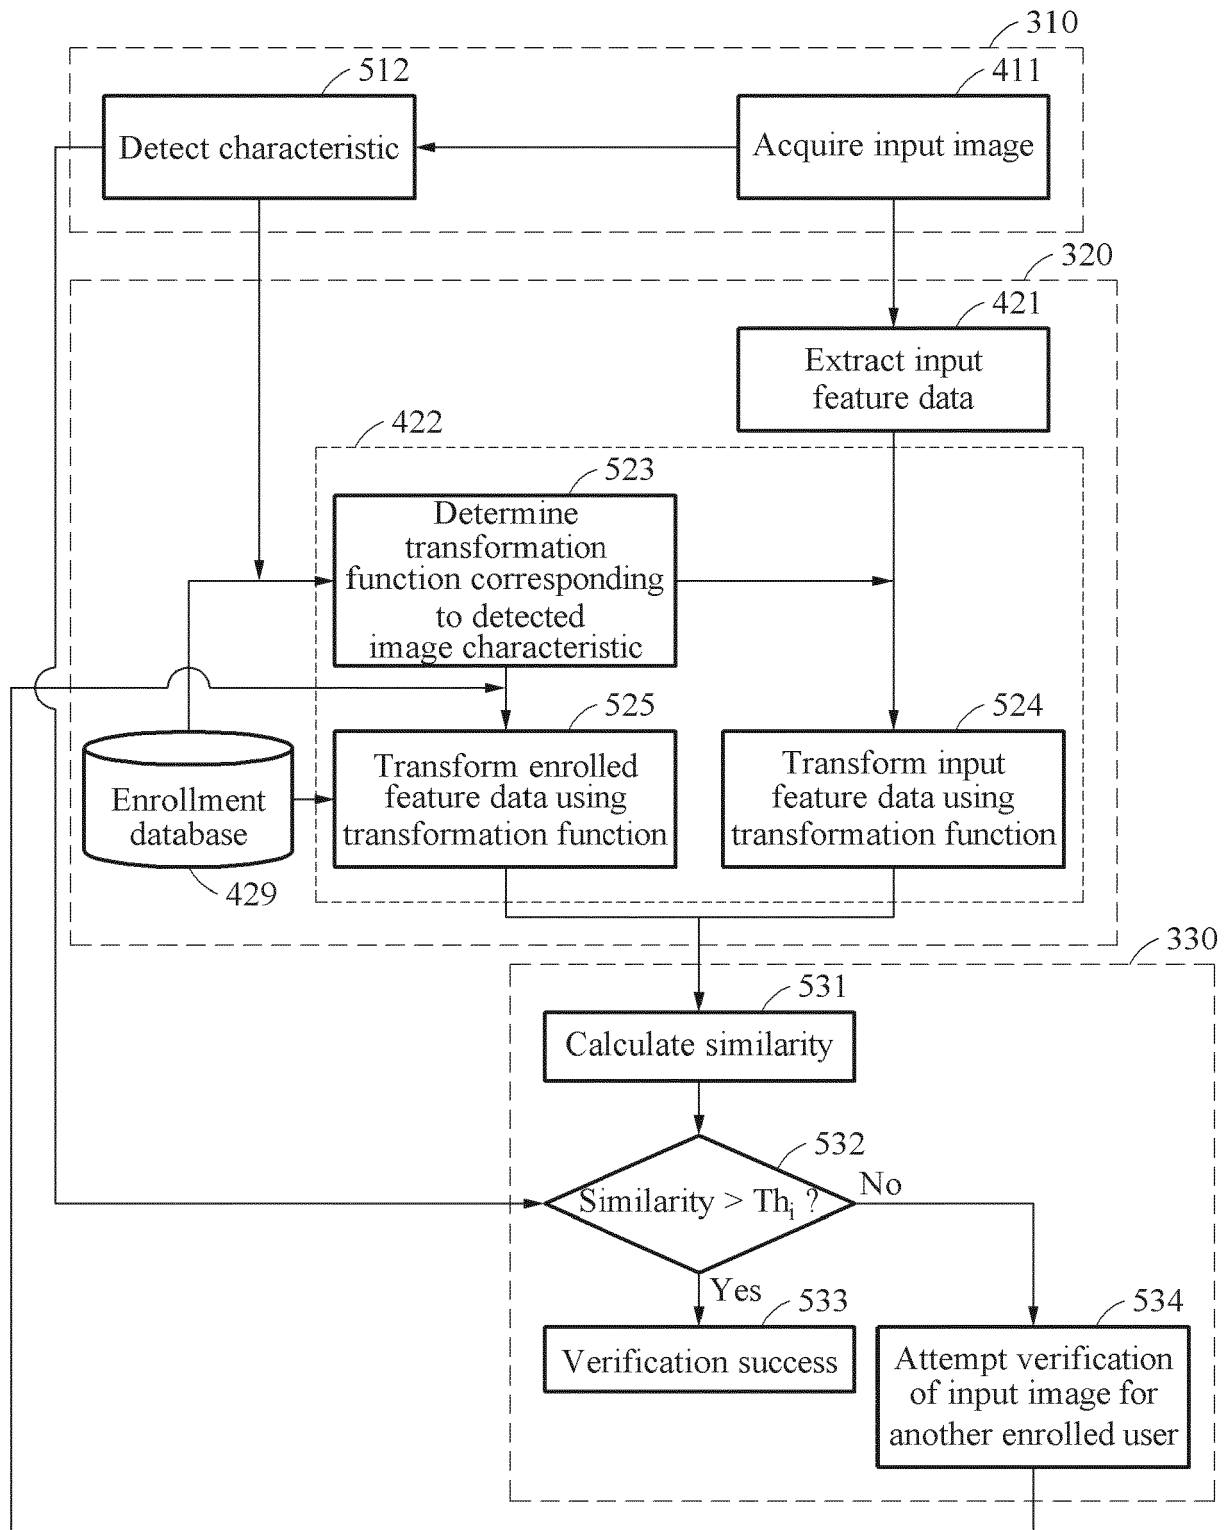 310
512
411
Detect characteristic
Acquire input image
320
421
Extract input
feature data
422
523
Determine
transformation
function corresponding
to detected
image characteristic
525
524
Enrollment
database
429
Transform enrolled
feature data using
transformation function
Transform input
feature data using
transformation function
330
531
Calculate similarity
532
Similarity > Thi ?
No
Yes
533
534
Verification success
Attempt verification
of input image for
another enrolled user